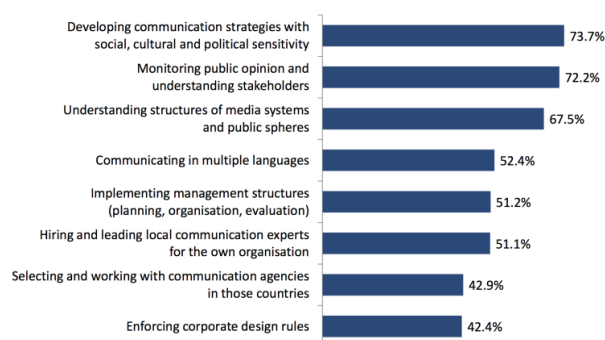 Developing communication strategies with
social, cultural and political sensitivity
73.7%
Monitoring public opinion and
understanding stakeholders
72.2%
Understanding structures of media systems
and public spheres
67.5%
Communicating in multiple languages
52.4%
Implementing management structures
(planning, organisation, evaluation)
51.2%
Hiring and leading local communication experts
for the own organisation
51.1%
Selecting and working with communication agencies
in those countries
42.9%
Enforcing corporate design rules
42.4%